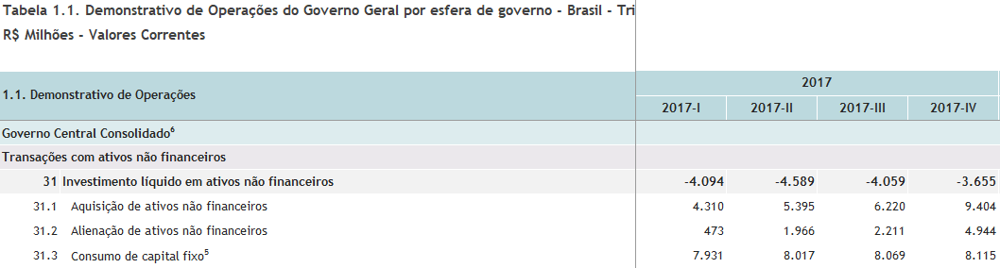 Tabela 1.1. Demonstrativo de Operações do Governo Geral por esfera de governo - Brasil - Tri
R$ Milhões - Valores Correntes
1.1. Demonstrativo de Operações 2017
2017-I 2017-II 2017-III 2017-IV
Governo Central Consolidado⁶
Transações com ativos não financeiros
31 Investimento líquido em ativos não financeiros -4.094 -4.589 -4.059 -3.655
31.1 Aquisição de ativos não financeiros 4.310 5.395 6.220 9.404
31.2 Alienação de ativos não financeiros 473 1.966 2.211 4.944
31.3 Consumo de capital fixo⁵ 7.931 8.017 8.069 8.115